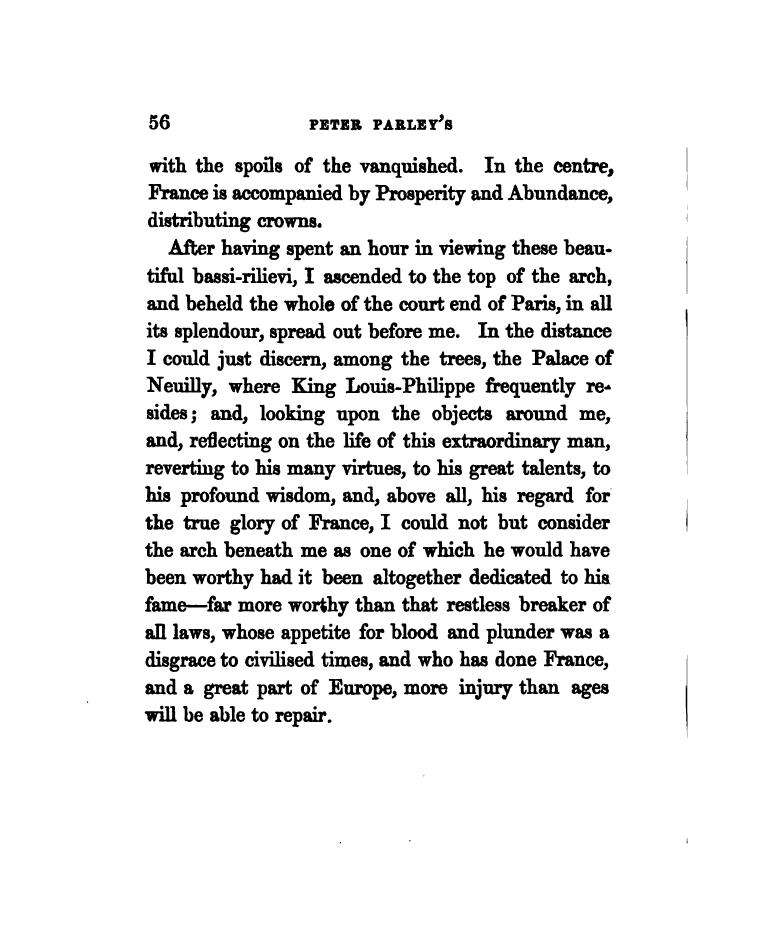 56 PETER PARLEY'S
with the spoils of the vanquished. In the centre,
France is accompanied by Prosperity and Abundance,
distributing crowns.
After having spent an hour in viewing these beau-
tiful bassi-rilievi, I ascended to the top of the arch,
and beheld the whole of the court end of Paris, in all
its splendour, spread out before me. In the distance
I could just discern, among the trees, the Palace of
Neuilly, where King Louis-Philippe frequently re-
sides; and, looking upon the objects around me,
and, reflecting on the life of this extraordinary man,
reverting to his many virtues, to his great talents, to
his profound wisdom, and, above all, his regard for
the true glory of France, I could not but consider
the arch beneath me as one of which he would have
been worthy had it been altogether dedicated to his
fame—far more worthy than that restless breaker of
all laws, whose appetite for blood and plunder was a
disgrace to civilised times, and who has done France,
and a great part of Europe, more injury than ages
will be able to repair.